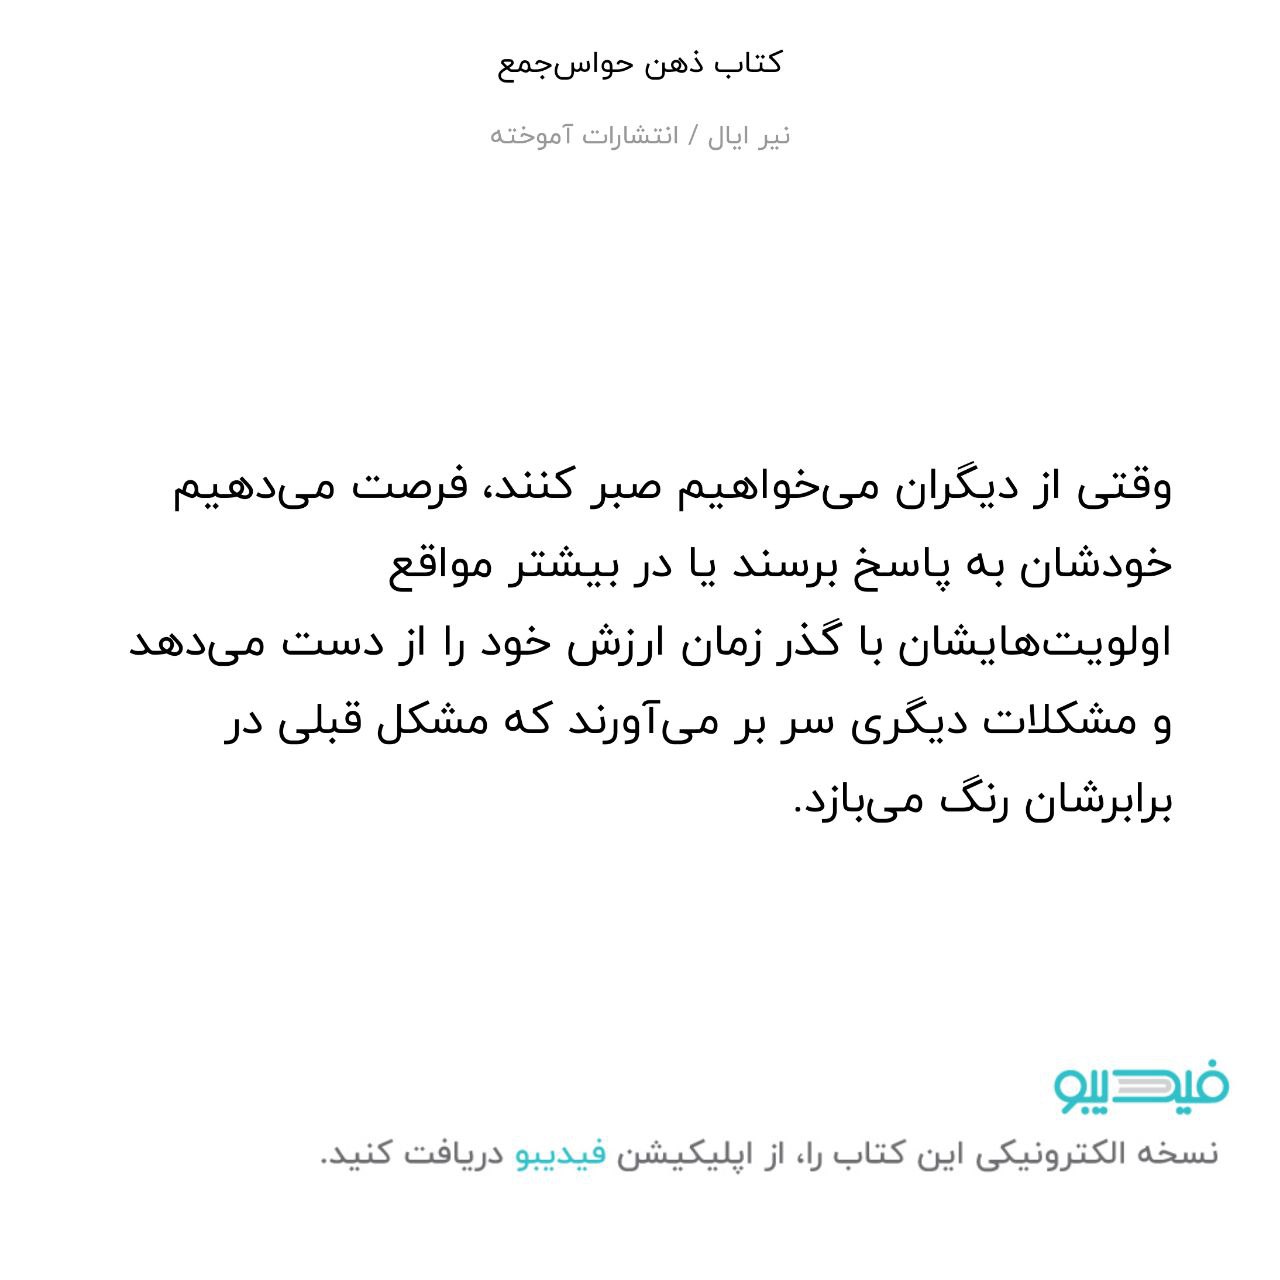 کتاب ذهن حواس‌جمع
نیر ایال / انتشارات آموخته
وقتی از دیگران می‌خواهیم صبر کنند، فرصت می‌دهیم
خودشان به پاسخ برسند یا در بیشتر مواقع
اولویت‌هایشان با گذر زمان ارزش خود را از دست می‌دهد
و مشکلات دیگری سر بر می‌آورند که مشکل قبلی در
برابرشان رنگ می‌بازد.
فیدیبو
نسخه الکترونیکی این کتاب را، از اپلیکیشن فیدیبو دریافت کنید.